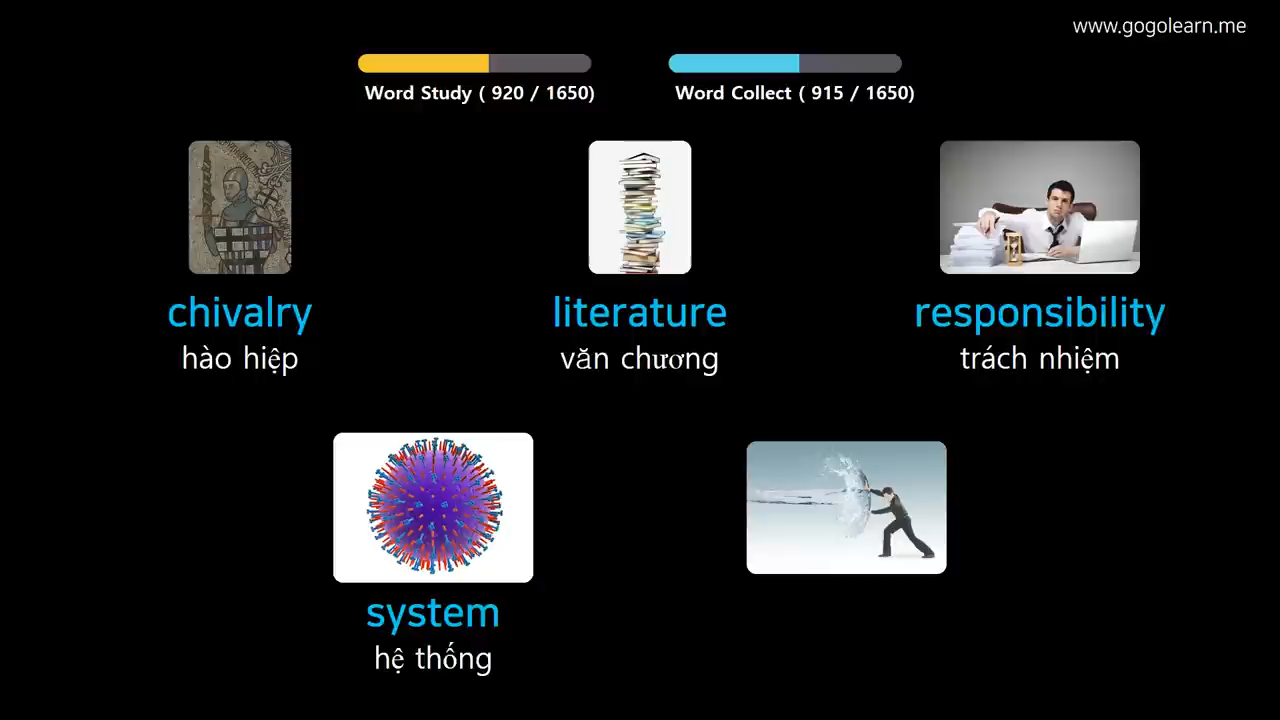 www.gogolearn.me
Word Study ( 920 / 1650)
Word Collect ( 915 / 1650)
chivalry
hào hiệp
literature
văn chương
responsibility
trách nhiệm
system
hệ thống